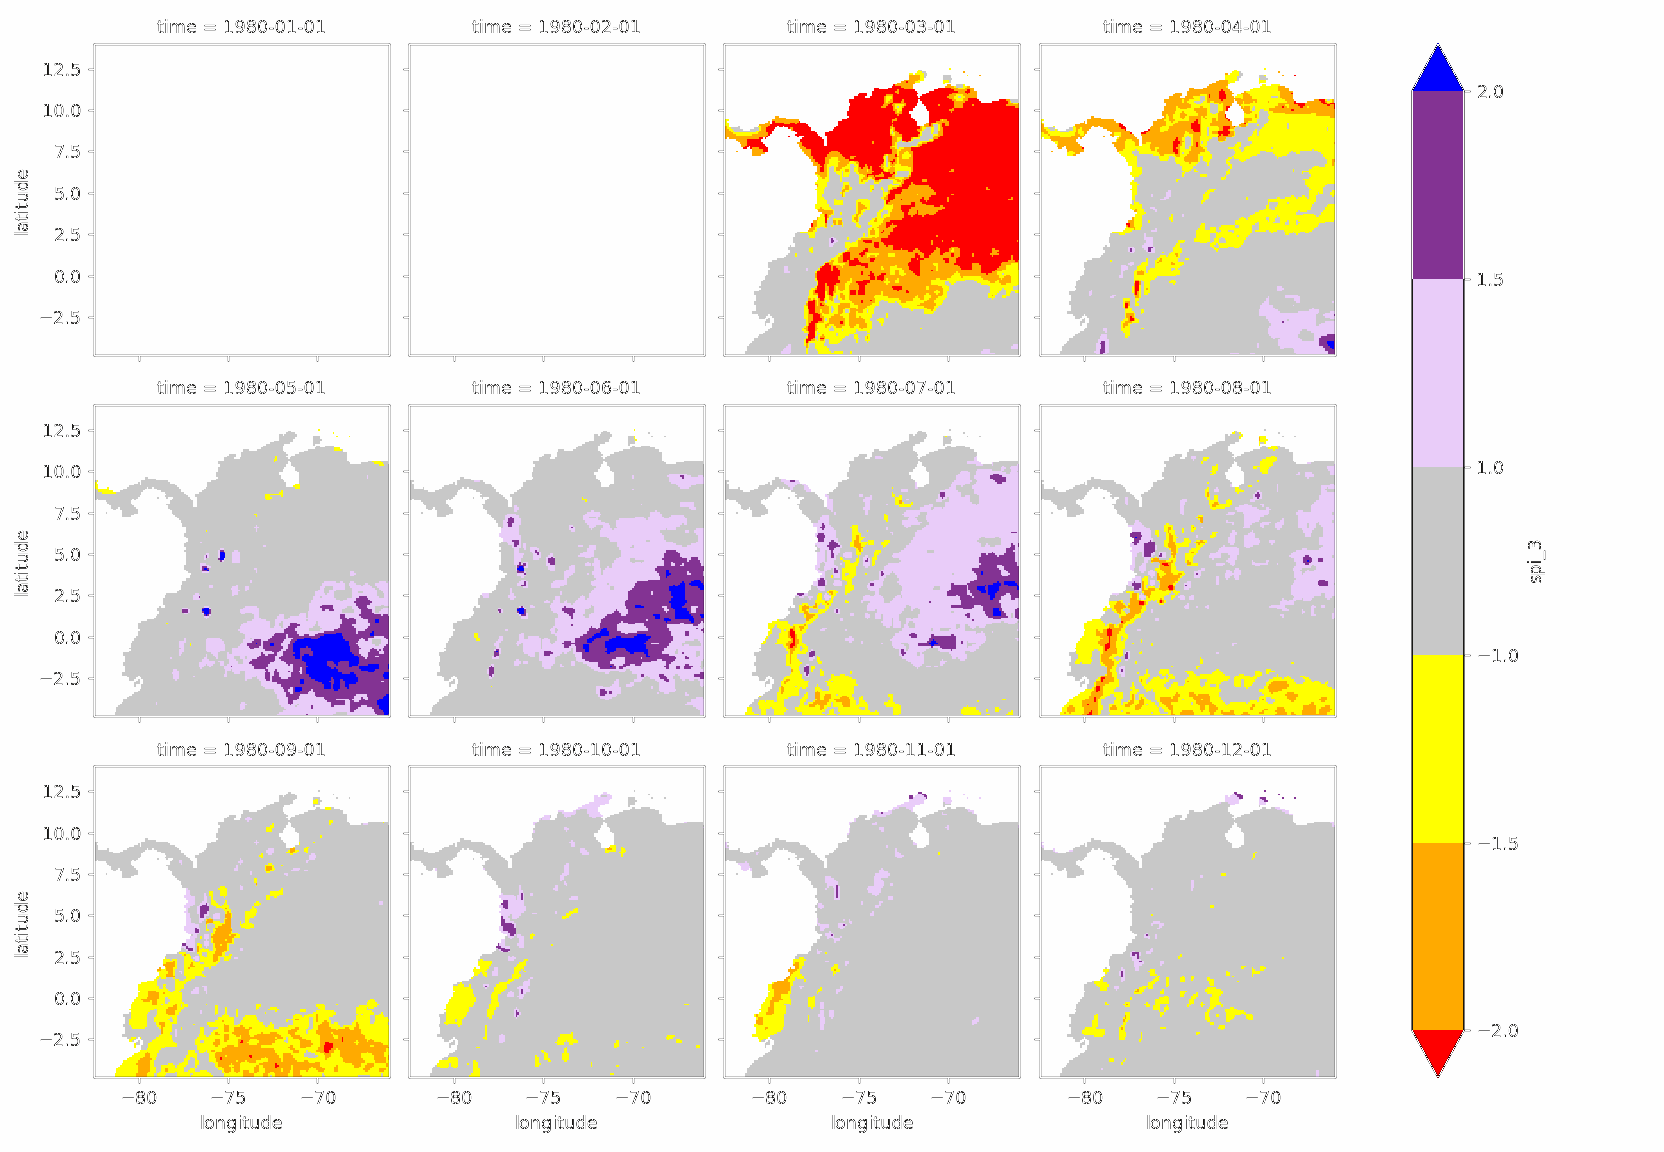 time = 1980-01-01
time = 1980-02-01
time = 1980-03-01
time = 1980-04-01
12.5
10.0
7.5
5.0
2.5
0.0
−2.5
latitude
time = 1980-05-01
time = 1980-06-01
time = 1980-07-01
time = 1980-08-01
12.5
10.0
7.5
5.0
2.5
0.0
−2.5
latitude
time = 1980-09-01
time = 1980-10-01
time = 1980-11-01
time = 1980-12-01
12.5
10.0
7.5
5.0
2.5
0.0
−2.5
latitude
−80 −75 −70
−80 −75 −70
−80 −75 −70
−80 −75 −70
longitude
longitude
longitude
longitude
2.0
1.5
1.0
−1.0
−1.5
−2.0
spi_3